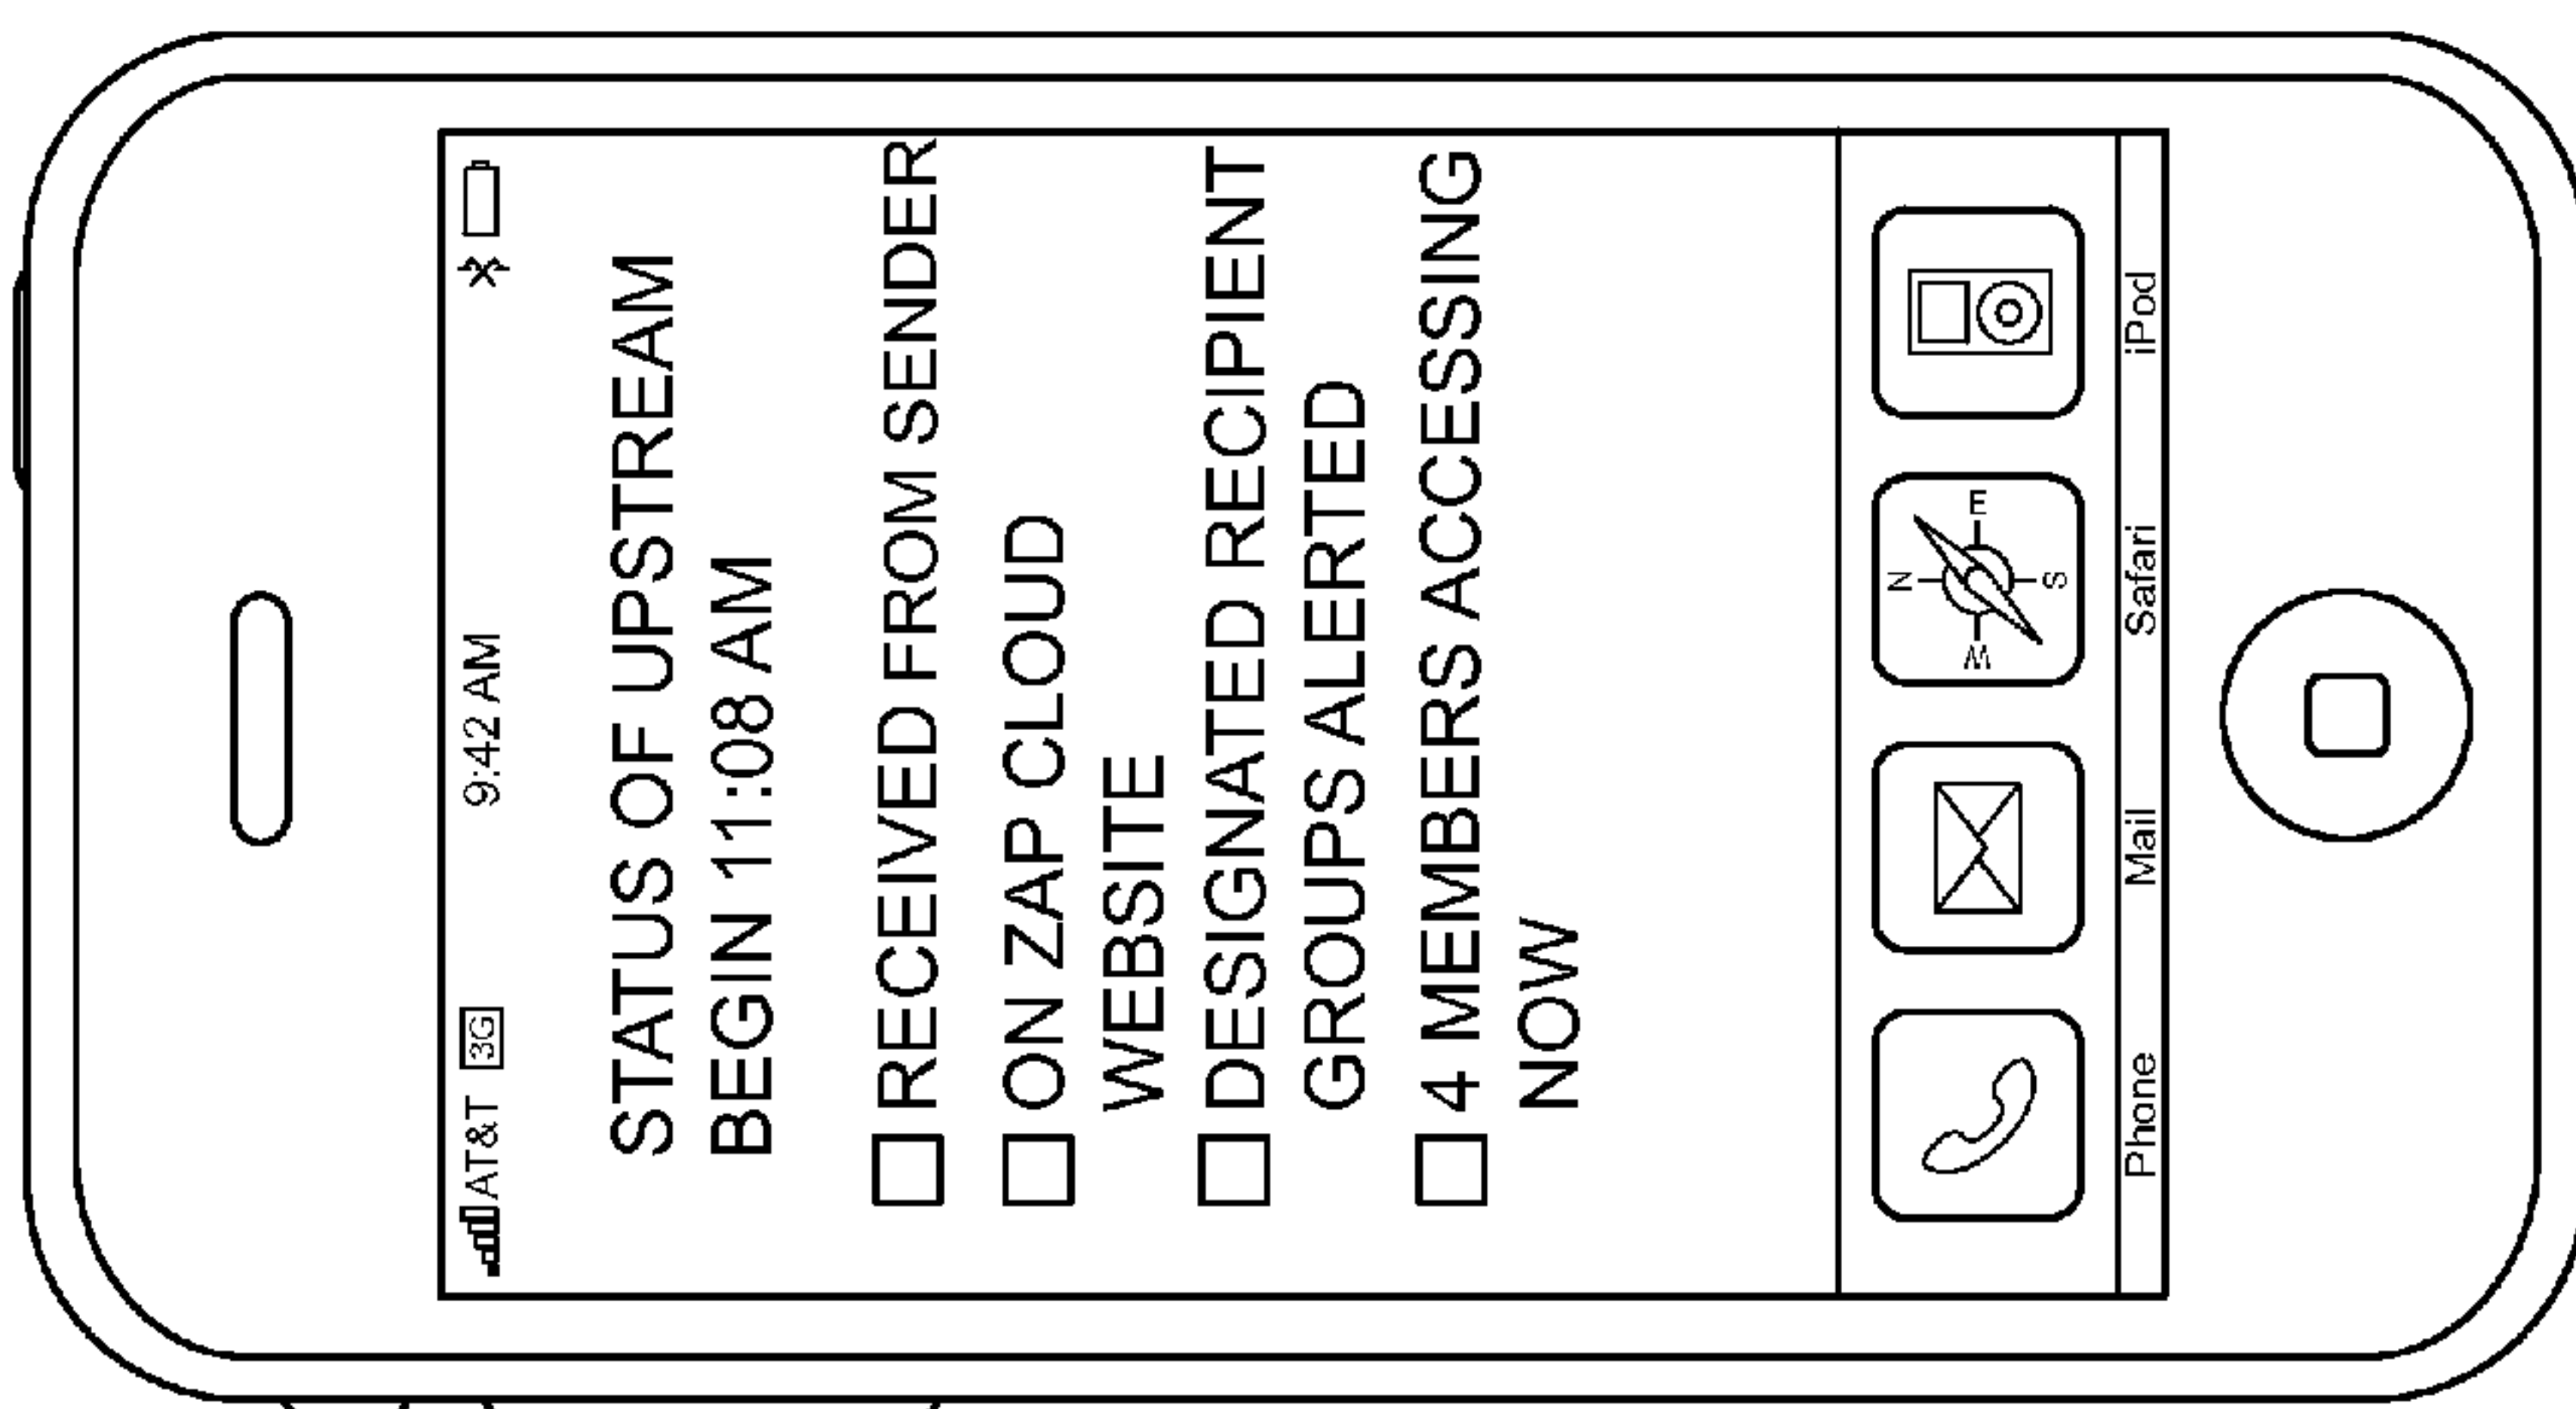 AT&T 3G 9:42 AM
STATUS OF UPSTREAM
BEGIN 11:08 AM
RECEIVED FROM SENDER
ON ZAP CLOUD
WEBSITE
DESIGNATED RECIPIENT
GROUPS ALERTED
4 MEMBERS ACCESSING
NOW
N
W E
S
Phone Mail Safari iPod